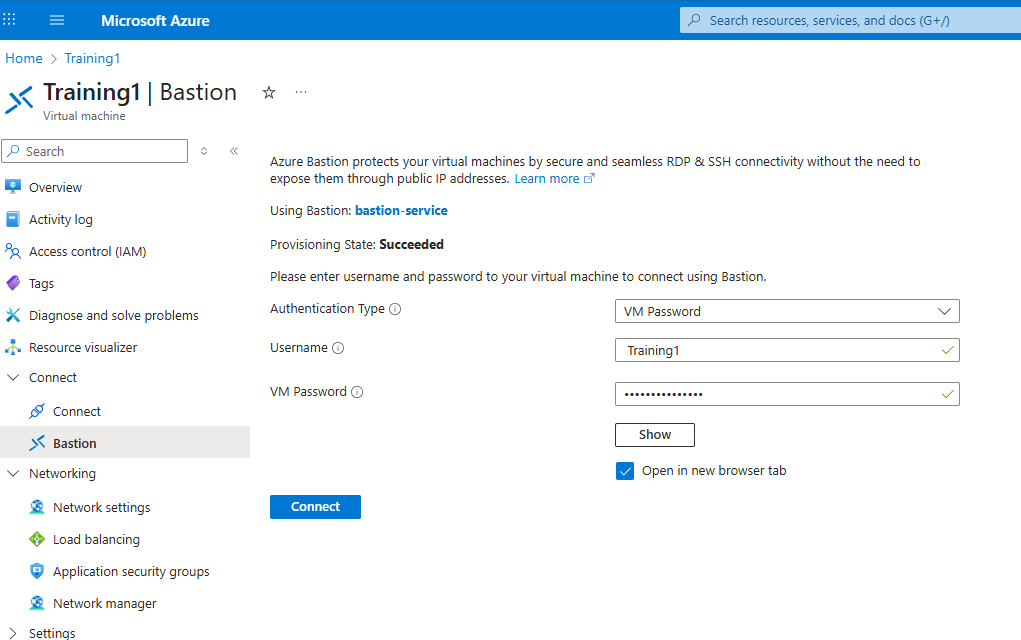 Microsoft Azure
Search resources, services, and docs (G+/)
Home > Training1
Training1 | Bastion
Virtual machine
Search
Overview
Activity log
Access control (IAM)
Tags
Diagnose and solve problems
Resource visualizer
Connect
Connect
Bastion
Networking
Network settings
Load balancing
Application security groups
Network manager
Settings
Azure Bastion protects your virtual machines by secure and seamless RDP & SSH connectivity without the need to
expose them through public IP addresses. Learn more
Using Bastion: bastion-service
Provisioning State: Succeeded
Please enter username and password to your virtual machine to connect using Bastion.
Authentication Type
VM Password
Username
Training1
VM Password
•••••••••••••••
Show
Open in new browser tab
Connect